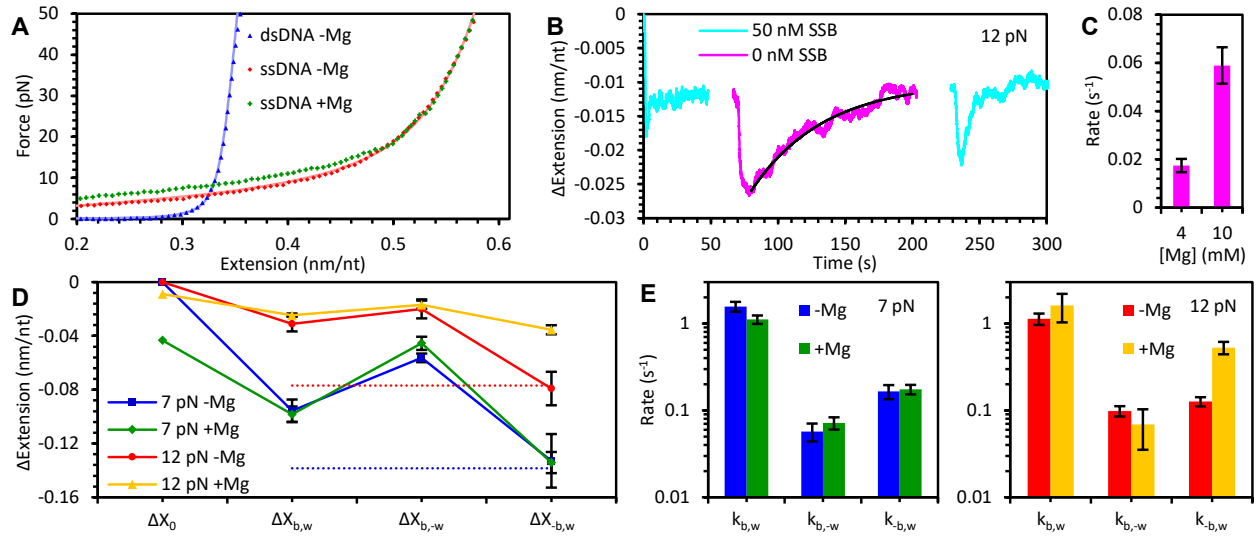 A
Force (pN)
50
40
30
20
10
0
0.2
0.3
0.4
0.5
0.6
Extension (nm/nt)
dsDNA -Mg
ssDNA -Mg
ssDNA +Mg
B
ΔExtension (nm/nt)
0
-0.005
-0.01
-0.015
-0.02
-0.025
-0.03
50 nM SSB
0 nM SSB
12 pN
0
50
100
150
200
250
300
Time (s)
C
Rate (s⁻¹)
0.08
0.06
0.04
0.02
0
4
10
[Mg] (mM)
D
ΔExtension (nm/nt)
0
-0.04
-0.08
-0.12
-0.16
7 pN -Mg
7 pN +Mg
12 pN -Mg
12 pN +Mg
ΔX₀
ΔX_b,w
ΔX_b,-w
ΔX_-b,w
E
Rate (s⁻¹)
1
0.1
0.01
-Mg
+Mg
7 pN
k_b,w
k_b,-w
k_-b,w
Rate (s⁻¹)
1
0.1
0.01
-Mg
+Mg
12 pN
k_b,w
k_b,-w
k_-b,w